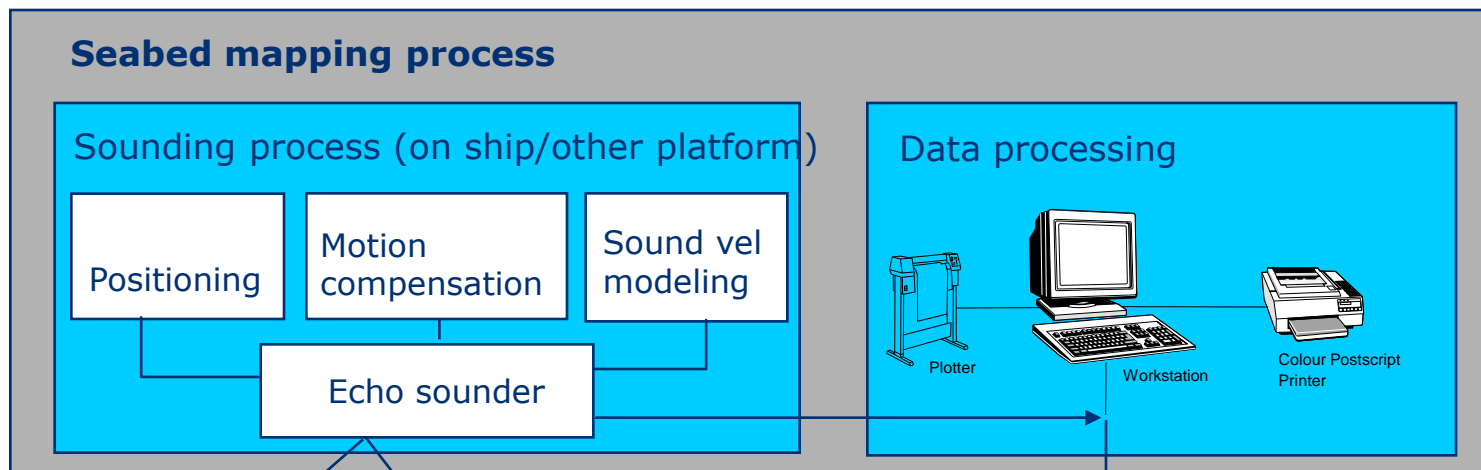 Seabed mapping process
Sounding process (on ship/other platform)
Positioning
Motion
compensation
Sound vel
modeling
Echo sounder
Data processing
Plotter
Workstation
Colour Postscript
Printer